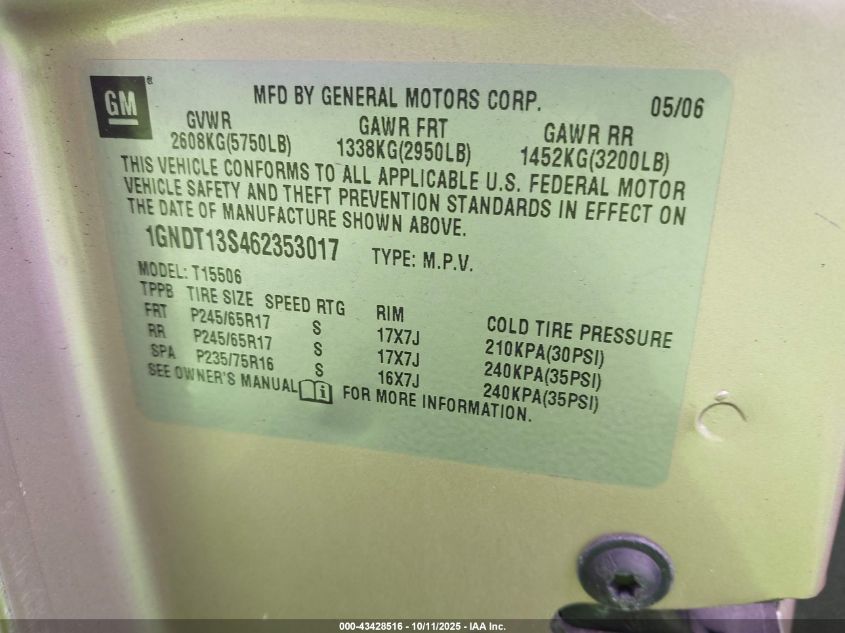 GM ®
MFD BY GENERAL MOTORS CORP. 05/06
GVWR GAWR FRT GAWR RR
2608KG(5750LB) 1338KG(2950LB) 1452KG(3200LB)
THIS VEHICLE CONFORMS TO ALL APPLICABLE U.S. FEDERAL MOTOR
VEHICLE SAFETY AND THEFT PREVENTION STANDARDS IN EFFECT ON
THE DATE OF MANUFACTURE SHOWN ABOVE.
1GNDT13S462353017 TYPE: M.P.V.
MODEL: T15506
TPPB TIRE SIZE SPEED RTG RIM COLD TIRE PRESSURE
FRT P245/65R17 S 17X7J 210KPA(30PSI)
RR P245/65R17 S 17X7J 240KPA(35PSI)
SPA P235/75R16 S 16X7J 240KPA(35PSI)
SEE OWNER'S MANUAL i FOR MORE INFORMATION.
000-43428516 - 10/11/2025 - IAA Inc.